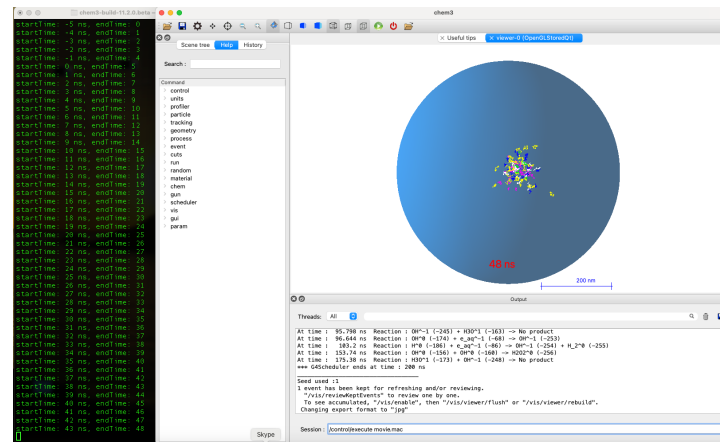 chem3-build-11.2.0.beta —
startTime: -5 ns, endTime: 0
startTime: -4 ns, endTime: 1
startTime: -3 ns, endTime: 2
startTime: -2 ns, endTime: 3
startTime: -1 ns, endTime: 4
startTime: 0 ns, endTime: 5
startTime: 1 ns, endTime: 6
startTime: 2 ns, endTime: 7
startTime: 3 ns, endTime: 8
startTime: 4 ns, endTime: 9
startTime: 5 ns, endTime: 10
startTime: 6 ns, endTime: 11
startTime: 7 ns, endTime: 12
startTime: 8 ns, endTime: 13
startTime: 9 ns, endTime: 14
startTime: 10 ns, endTime: 15
startTime: 11 ns, endTime: 16
startTime: 12 ns, endTime: 17
startTime: 13 ns, endTime: 18
startTime: 14 ns, endTime: 19
startTime: 15 ns, endTime: 20
startTime: 16 ns, endTime: 21
startTime: 17 ns, endTime: 22
startTime: 18 ns, endTime: 23
startTime: 19 ns, endTime: 24
startTime: 20 ns, endTime: 25
startTime: 21 ns, endTime: 26
startTime: 22 ns, endTime: 27
startTime: 23 ns, endTime: 28
startTime: 24 ns, endTime: 29
startTime: 25 ns, endTime: 30
startTime: 26 ns, endTime: 31
startTime: 27 ns, endTime: 32
startTime: 28 ns, endTime: 33
startTime: 29 ns, endTime: 34
startTime: 30 ns, endTime: 35
startTime: 31 ns, endTime: 36
startTime: 32 ns, endTime: 37
startTime: 33 ns, endTime: 38
startTime: 34 ns, endTime: 39
startTime: 35 ns, endTime: 40
startTime: 36 ns, endTime: 41
startTime: 37 ns, endTime: 42
startTime: 38 ns, endTime: 43
startTime: 39 ns, endTime: 44
startTime: 40 ns, endTime: 45
startTime: 41 ns, endTime: 46
startTime: 42 ns, endTime: 47
startTime: 43 ns, endTime: 48
chem3
Scene tree Help History
Search :
Command
control
units
profiler
particle
tracking
geometry
process
event
cuts
run
random
material
chem
gun
scheduler
vis
gui
param
Skype
Useful tips viewer-0 (OpenGLStoredQt)
48 ns
200 nm
Output
Threads: All
At time : 95.798 ns Reaction : OH^-1 (-245) + H3O^1 (-163) -> No product
At time : 96.644 ns Reaction : OH^0 (-174) + e_aq^-1 (-68) -> OH^-1 (-253)
At time : 103.2 ns Reaction : H^0 (-186) + e_aq^-1 (-86) -> OH^-1 (-254) + H_2^0 (-255)
At time : 153.74 ns Reaction : OH^0 (-156) + OH^0 (-160) -> H2O2^0 (-256)
At time : 175.38 ns Reaction : H3O^1 (-173) + OH^-1 (-248) -> No product
*** G4Scheduler ends at time : 200 ns
Seed used :1
1 event has been kept for refreshing and/or reviewing.
"/vis/reviewKeptEvents" to review one by one.
To see accumulated, "/vis/enable", then "/vis/viewer/flush" or "/vis/viewer/rebuild".
Changing export format to "jpg"
Session : /control/execute movie.mac